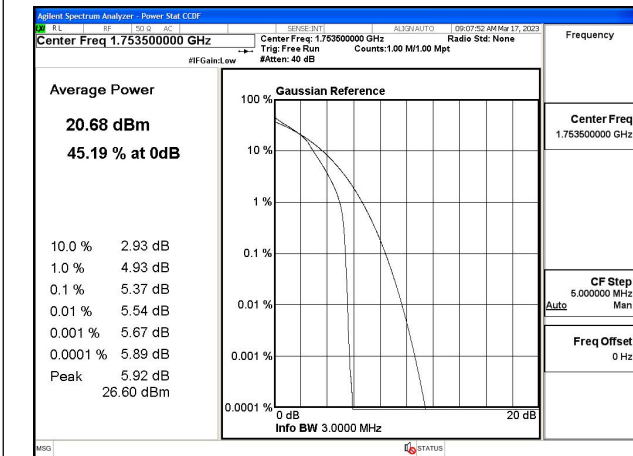 Agilent Spectrum Analyzer - Power Stat CCDF
LXI RL RF 50 Ω AC SENSE:INT ALIGN AUTO 09:07:52 AM Mar 17, 2023
Center Freq 1.753500000 GHz
Center Freq: 1.753500000 GHz Radio Std: None
Trig: Free Run Counts:1.00 M/1.00 Mpt
#IFGain:Low #Atten: 40 dB
Frequency
Average Power
20.68 dBm
45.19 % at 0dB
10.0 % 2.93 dB
1.0 % 4.93 dB
0.1 % 5.37 dB
0.01 % 5.54 dB
0.001 % 5.67 dB
0.0001 % 5.89 dB
Peak 5.92 dB
26.60 dBm
Gaussian Reference
100 %
10 %
1 %
0.1 %
0.01 %
0.001 %
0.0001 %
0 dB 20 dB
Info BW 3.0000 MHz
Center Freq
1.753500000 GHz
CF Step
5.000000 MHz
Auto Man
Freq Offset
0 Hz
MSG STATUS